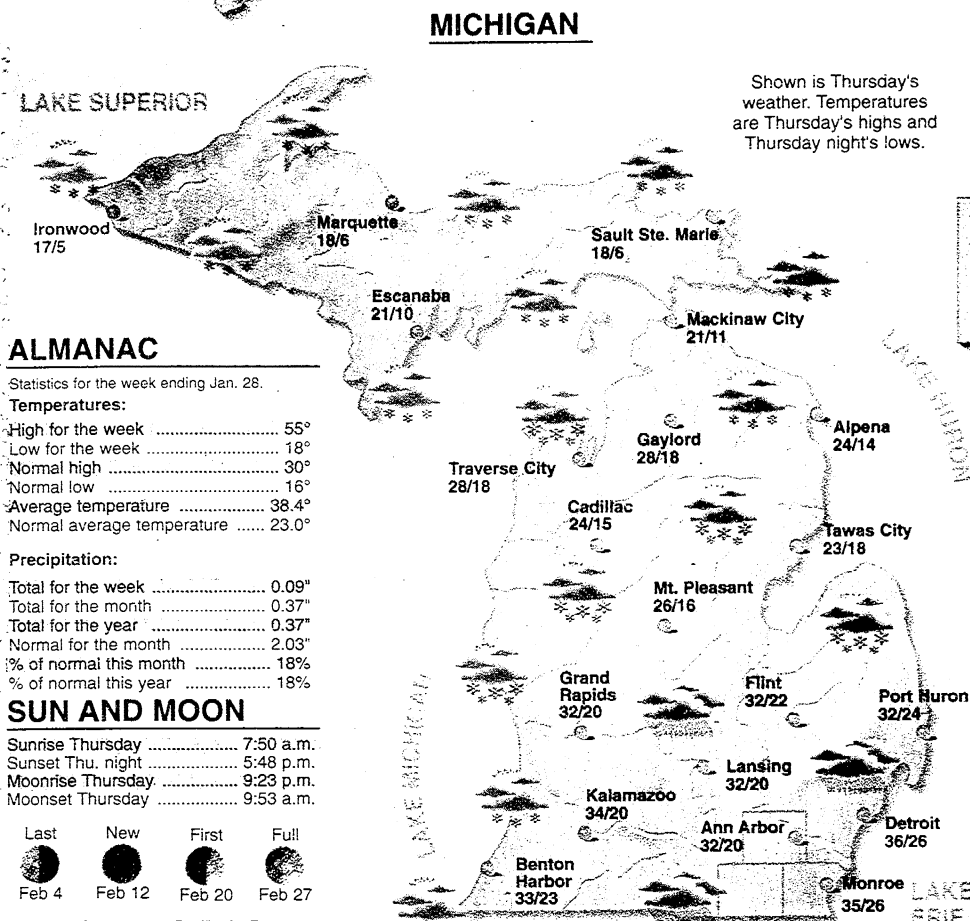 MICHIGAN
LAKE SUPERIOR
Shown is Thursday's
weather. Temperatures
are Thursday's highs and
Thursday night's lows.
Ironwood
17/5
Marquette
18/6
Sault Ste. Marie
18/6
Escanaba
21/10
Mackinaw City
21/11
LAKE HURON
Alpena
24/14
Gaylord
28/18
Traverse City
28/18
Cadillac
24/15
Tawas City
23/18
Mt. Pleasant
26/16
Grand
Rapids
32/20
Flint
32/22
Port Huron
32/24
LAKE MICHIGAN
Lansing
32/20
Kalamazoo
34/20
Ann Arbor
32/20
Detroit
36/26
Benton
Harbor
33/23
Monroe
35/26
LAKE
ERIE
ALMANAC
Statistics for the week ending Jan. 28.
Temperatures:
High for the week .................... 55°
Low for the week ..................... 18°
Normal high ............................ 30°
Normal low ............................ 16°
Average temperature ................. 38.4°
Normal average temperature ...... 23.0°
Precipitation:
Total for the week ...................... 0.09"
Total for the month .................... 0.37"
Total for the year ...................... 0.37"
Normal for the month ................. 2.03"
% of normal this month .............. 18%
% of normal this year ................ 18%
SUN AND MOON
Sunrise Thursday .................. 7:50 a.m.
Sunset Thu. night .................. 5:48 p.m.
Moonrise Thursday. ................ 9:23 p.m.
Moonset Thursday ................ 9:53 a.m.
Last New First Full
Feb 4 Feb 12 Feb 20 Feb 27